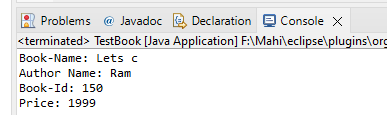 Problems @ Javadoc Declaration Console
<terminated> TestBook [Java Application] F:\Mahi\eclipse\plugins\org
Book-Name: Lets c
Author Name: Ram
Book-Id: 150
Price: 1999